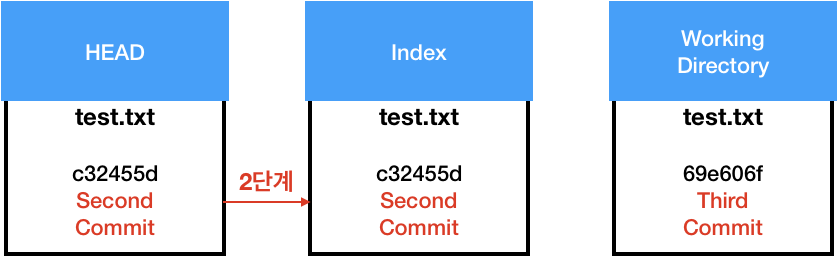 HEAD
test.txt
c32455d
Second
Commit
2단계
Index
test.txt
c32455d
Second
Commit
Working
Directory
test.txt
69e606f
Third
Commit